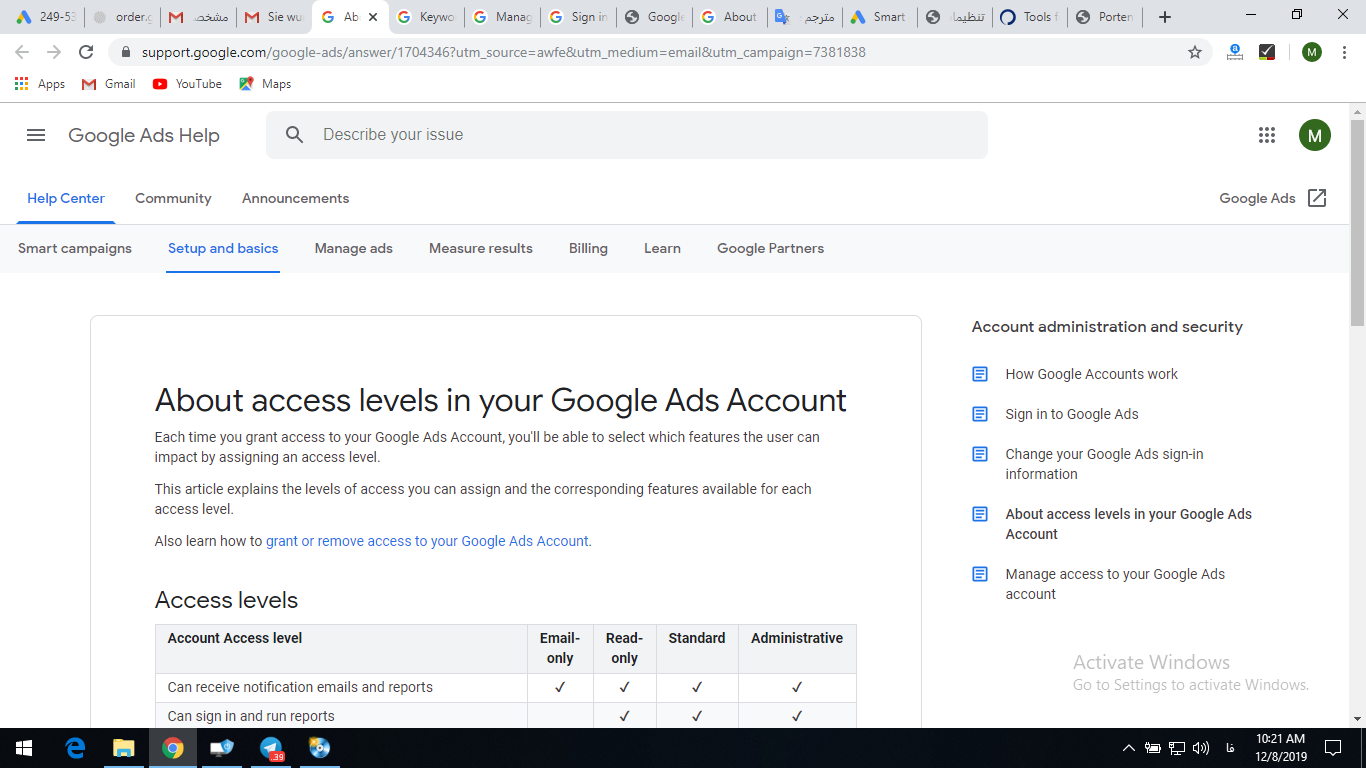 249-53
order.g
مشخصـ
Sie wu
Ab
Keywo
Manag
Sign in
Google
About
مترجم
Smart
تنظیمات
Tools f
Porten
support.google.com/google-ads/answer/1704346?utm_source=awfe&utm_medium=email&utm_campaign=7381838
M
Apps
Gmail
YouTube
Maps
Google Ads Help
Describe your issue
M
Help Center
Community
Announcements
Google Ads
Smart campaigns
Setup and basics
Manage ads
Measure results
Billing
Learn
Google Partners
About access levels in your Google Ads Account
Each time you grant access to your Google Ads Account, you'll be able to select which features the user can
impact by assigning an access level.
This article explains the levels of access you can assign and the corresponding features available for each
access level.
Also learn how to grant or remove access to your Google Ads Account.
Access levels
Account Access level
Email-
only
Read-
only
Standard
Administrative
Can receive notification emails and reports ✓ ✓ ✓ ✓
Can sign in and run reports ✓ ✓ ✓
Account administration and security
How Google Accounts work
Sign in to Google Ads
Change your Google Ads sign-in
information
About access levels in your Google Ads
Account
Manage access to your Google Ads
account
Activate Windows
Go to Settings to activate Windows.
39
فا
10:21 AM
12/8/2019